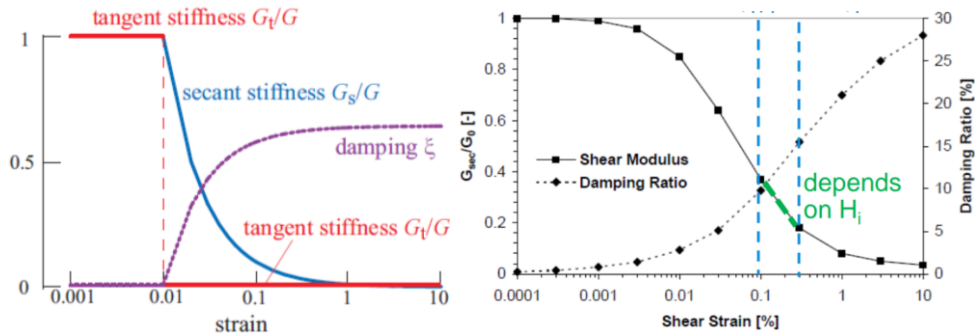 tangent stiffness Gt/G
1
secant stiffness Gs/G
damping ξ
0.5
tangent stiffness Gt/G
0
0.001
0.01
0.1
1
10
strain
1
0.8
0.6
0.4
0.2
0
Gsec/G0 [-]
Shear Modulus
Damping Ratio
depends
on Hi
30
25
20
15
10
5
0
Damping Ratio [%]
0.0001
0.001
0.01
0.1
1
10
Shear Strain [%]